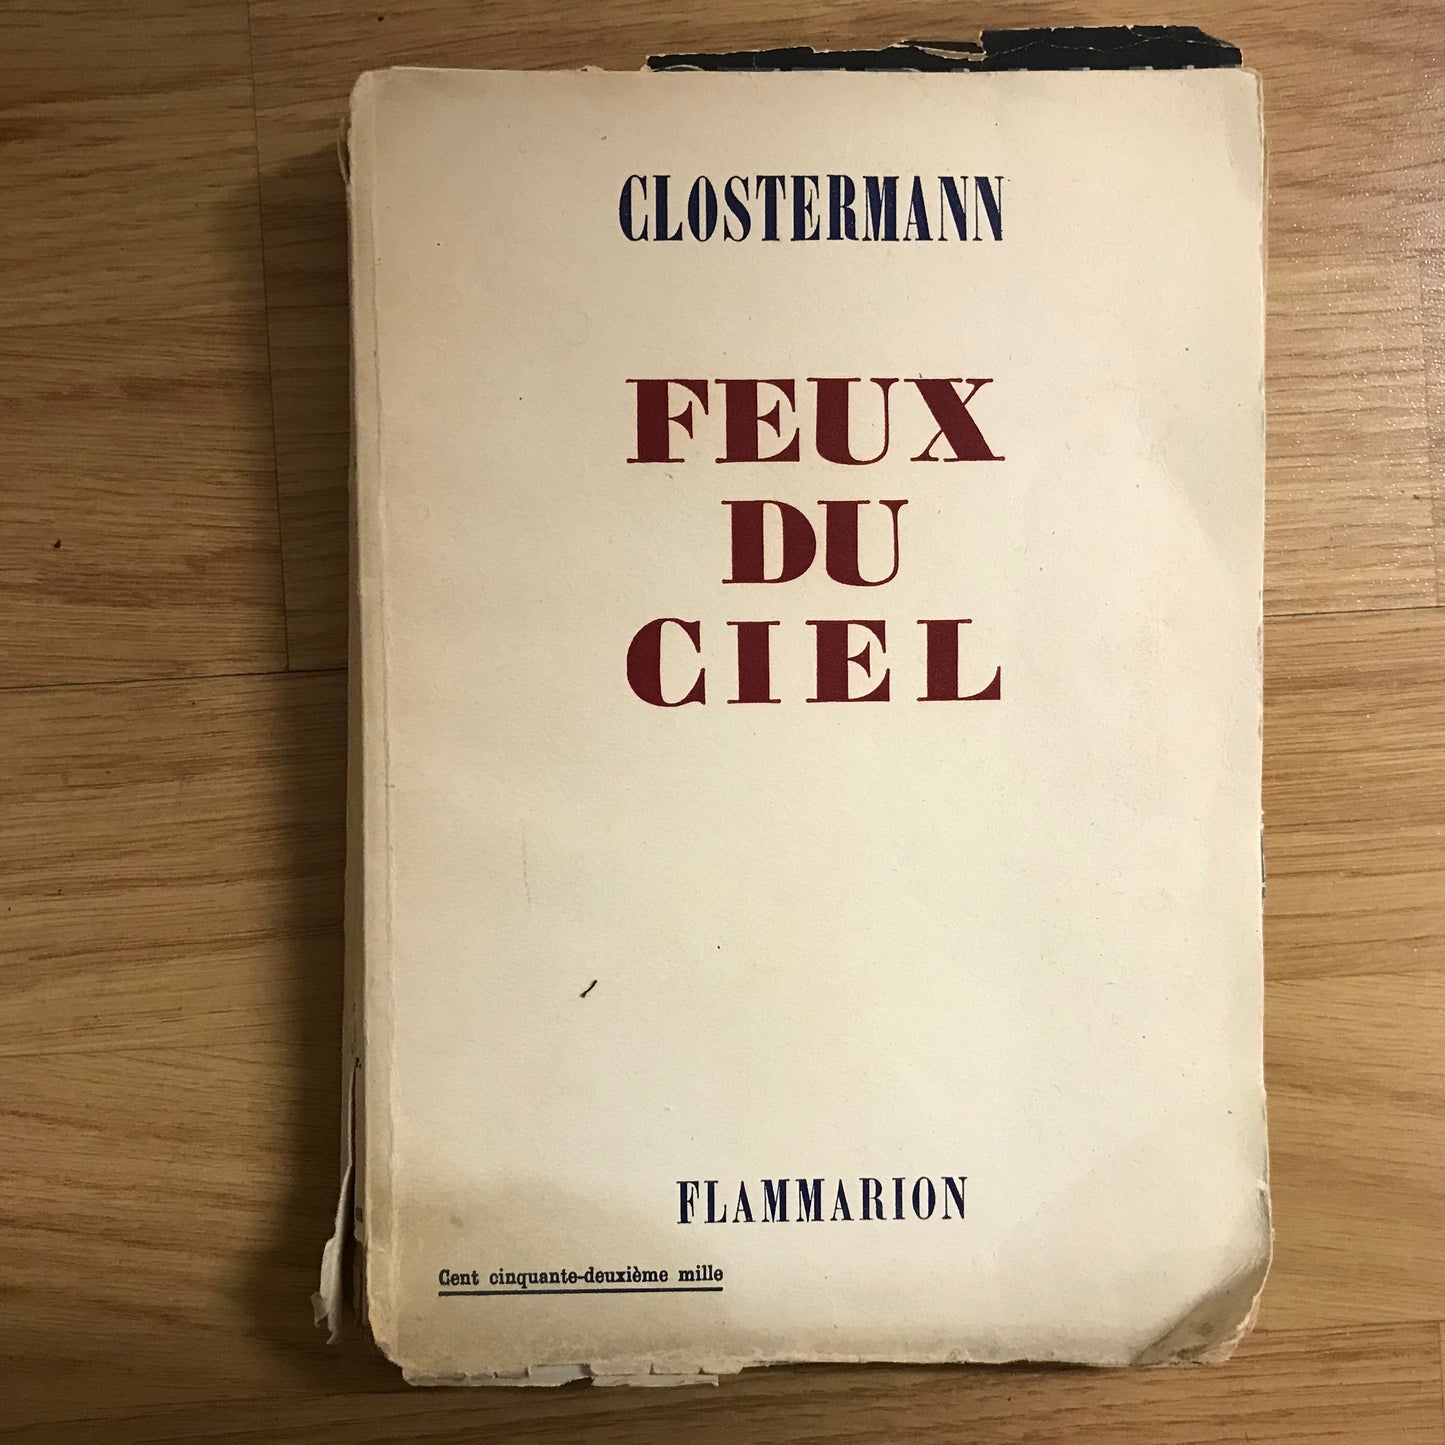 CLOSTERMANN
FEUX
DU
CIEL
FLAMMARION
Cent cinquante-deuxième mille